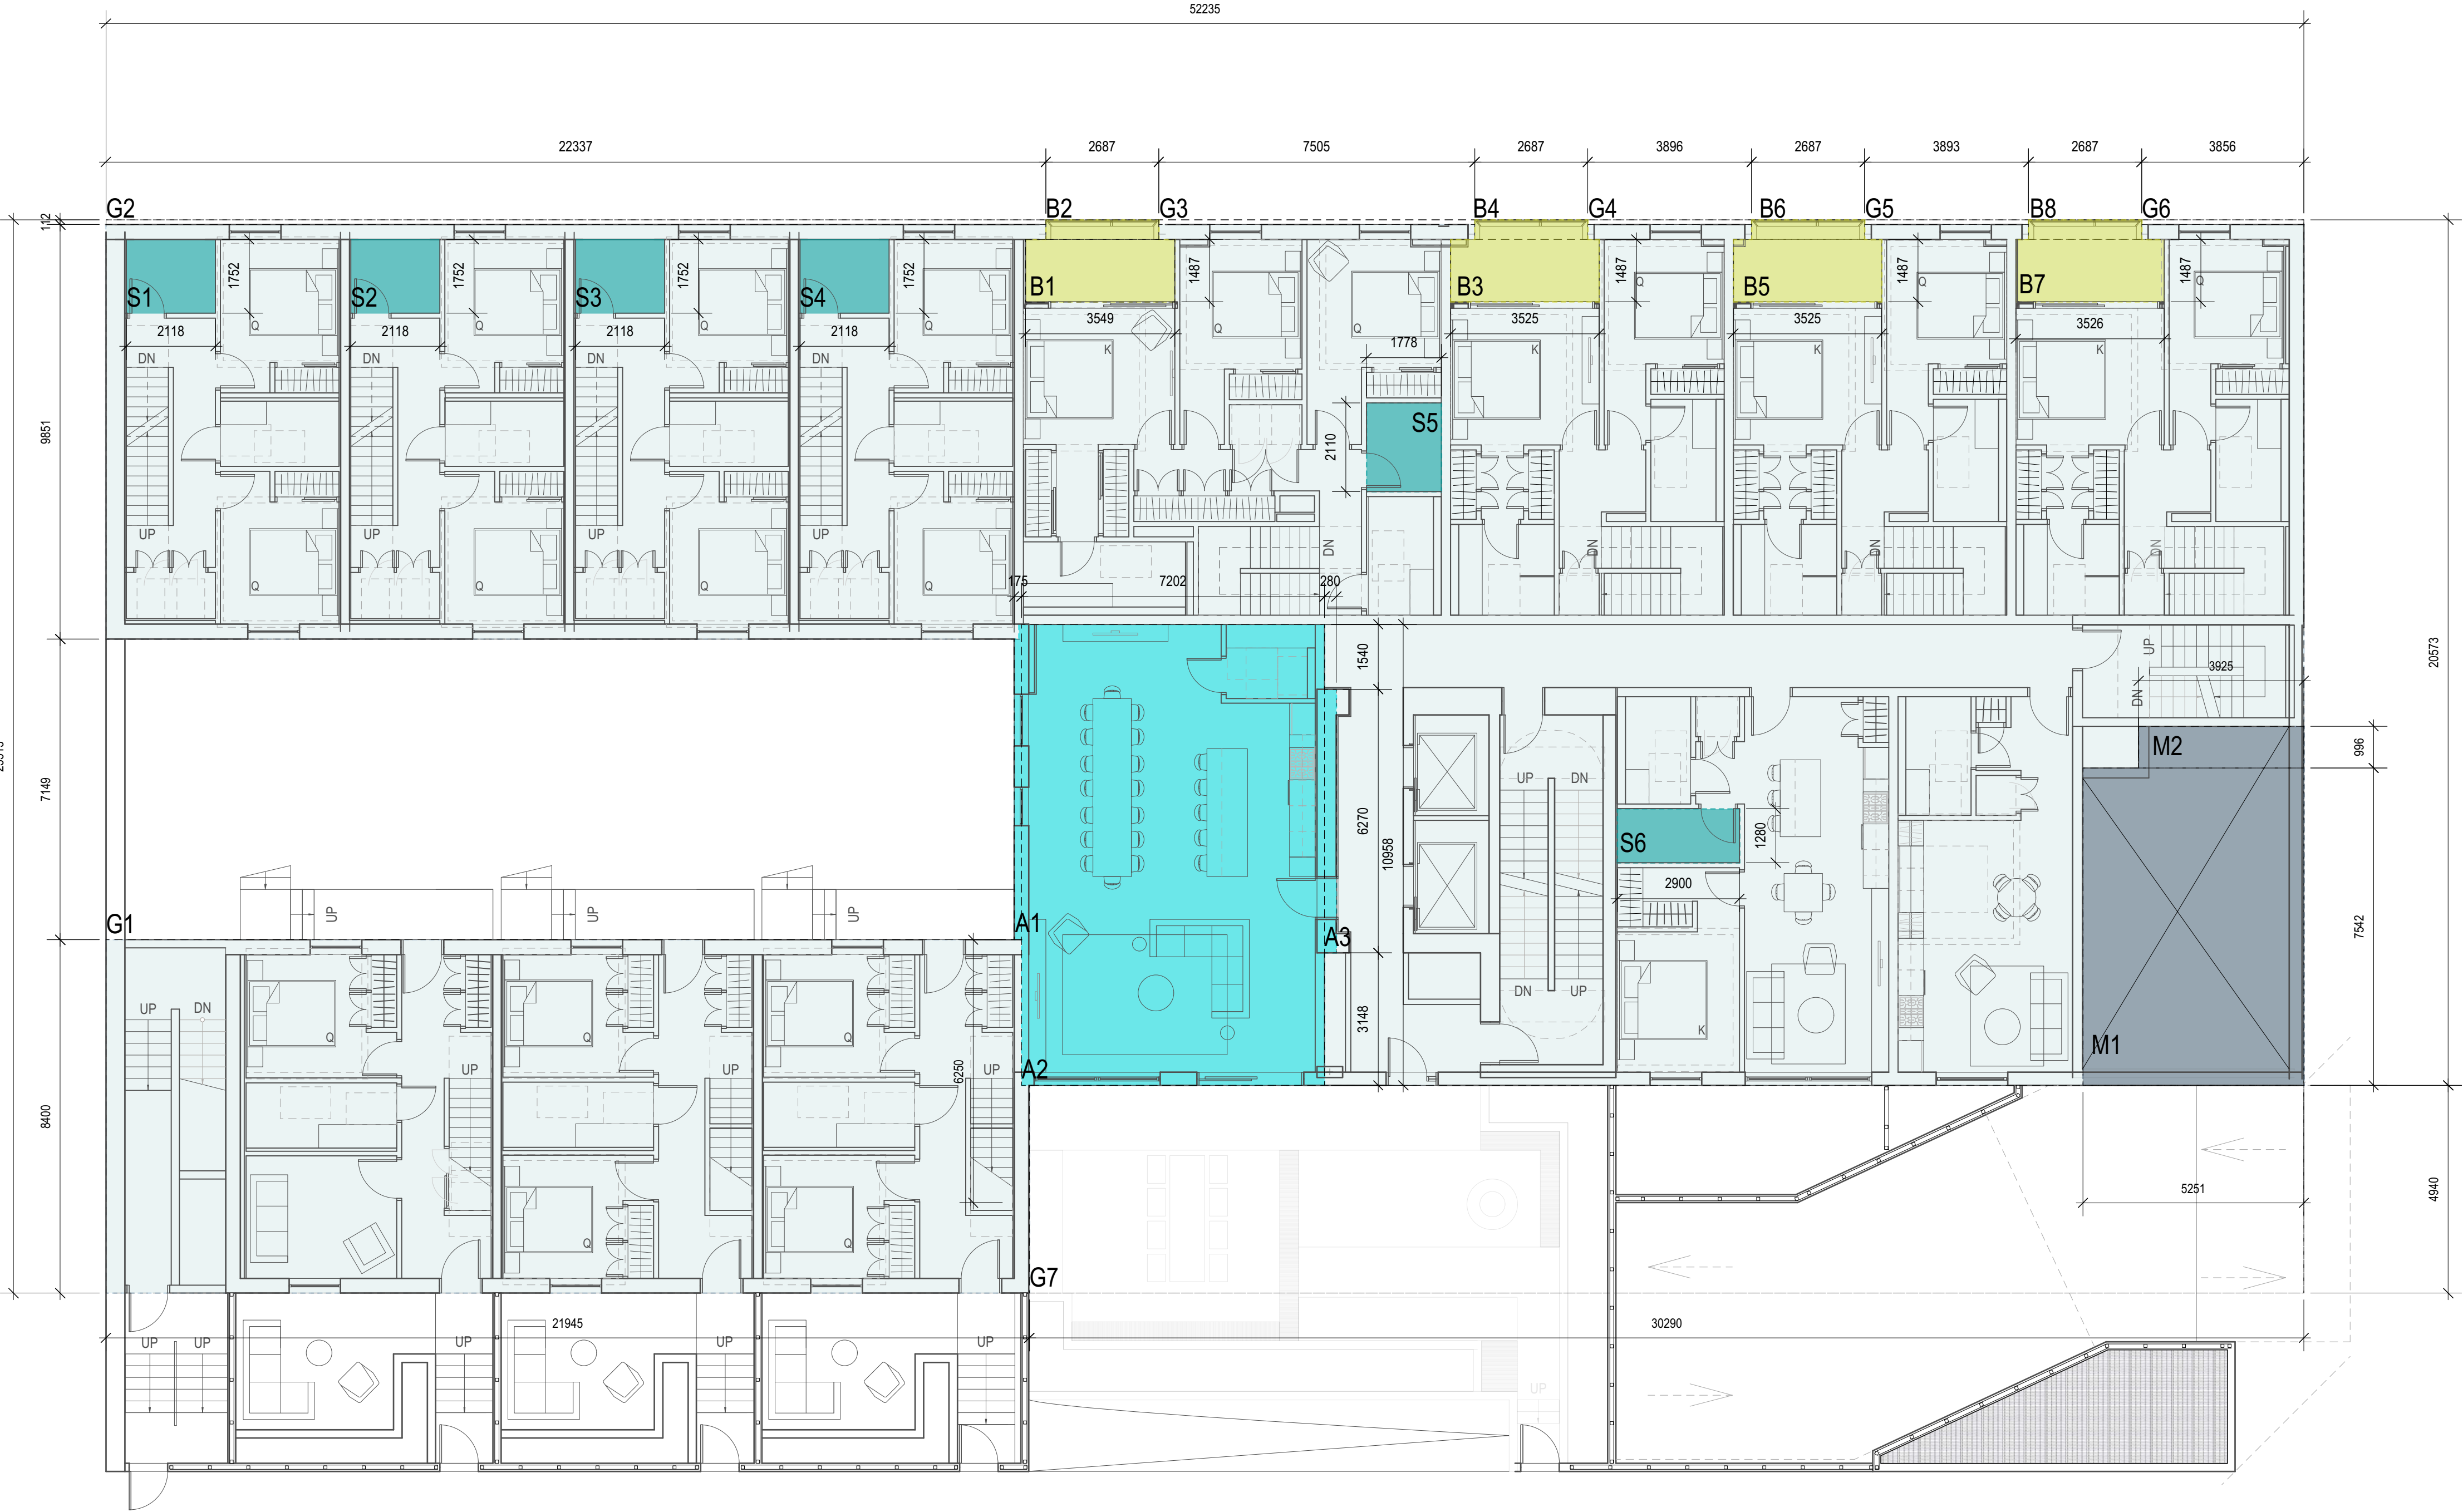 52235
22337 2687 7505 2687 3896 2687 3893 2687 3856
G2 B2 G3 B4 G4 B6 G5 B8 G6
112
1752 1752 1752 1752 1487 1487 1487 1487
S1 S2 S3 S4 B1 B3 B5 B7
Q Q Q Q Q Q Q Q Q Q
2118 2118 2118 2118 3549 3525 3525 3526
K K K K
1778
DN DN DN DN
S5
9851
2110
UP UP UP UP DN DN DN DN
Q Q Q Q
175 7202 280
1540
UP
3925
20573
DN
M2
996
7149
UP DN
6270
S6
1280
10958
2900
UP UP UP
G1 A1 A3
7542
Q Q Q
DN UP
UP DN
3148
K
M1
UP UP UP
6250
A2
8400
5251
4940
Q Q
G7
21945 30290
UP UP UP UP UP
UP